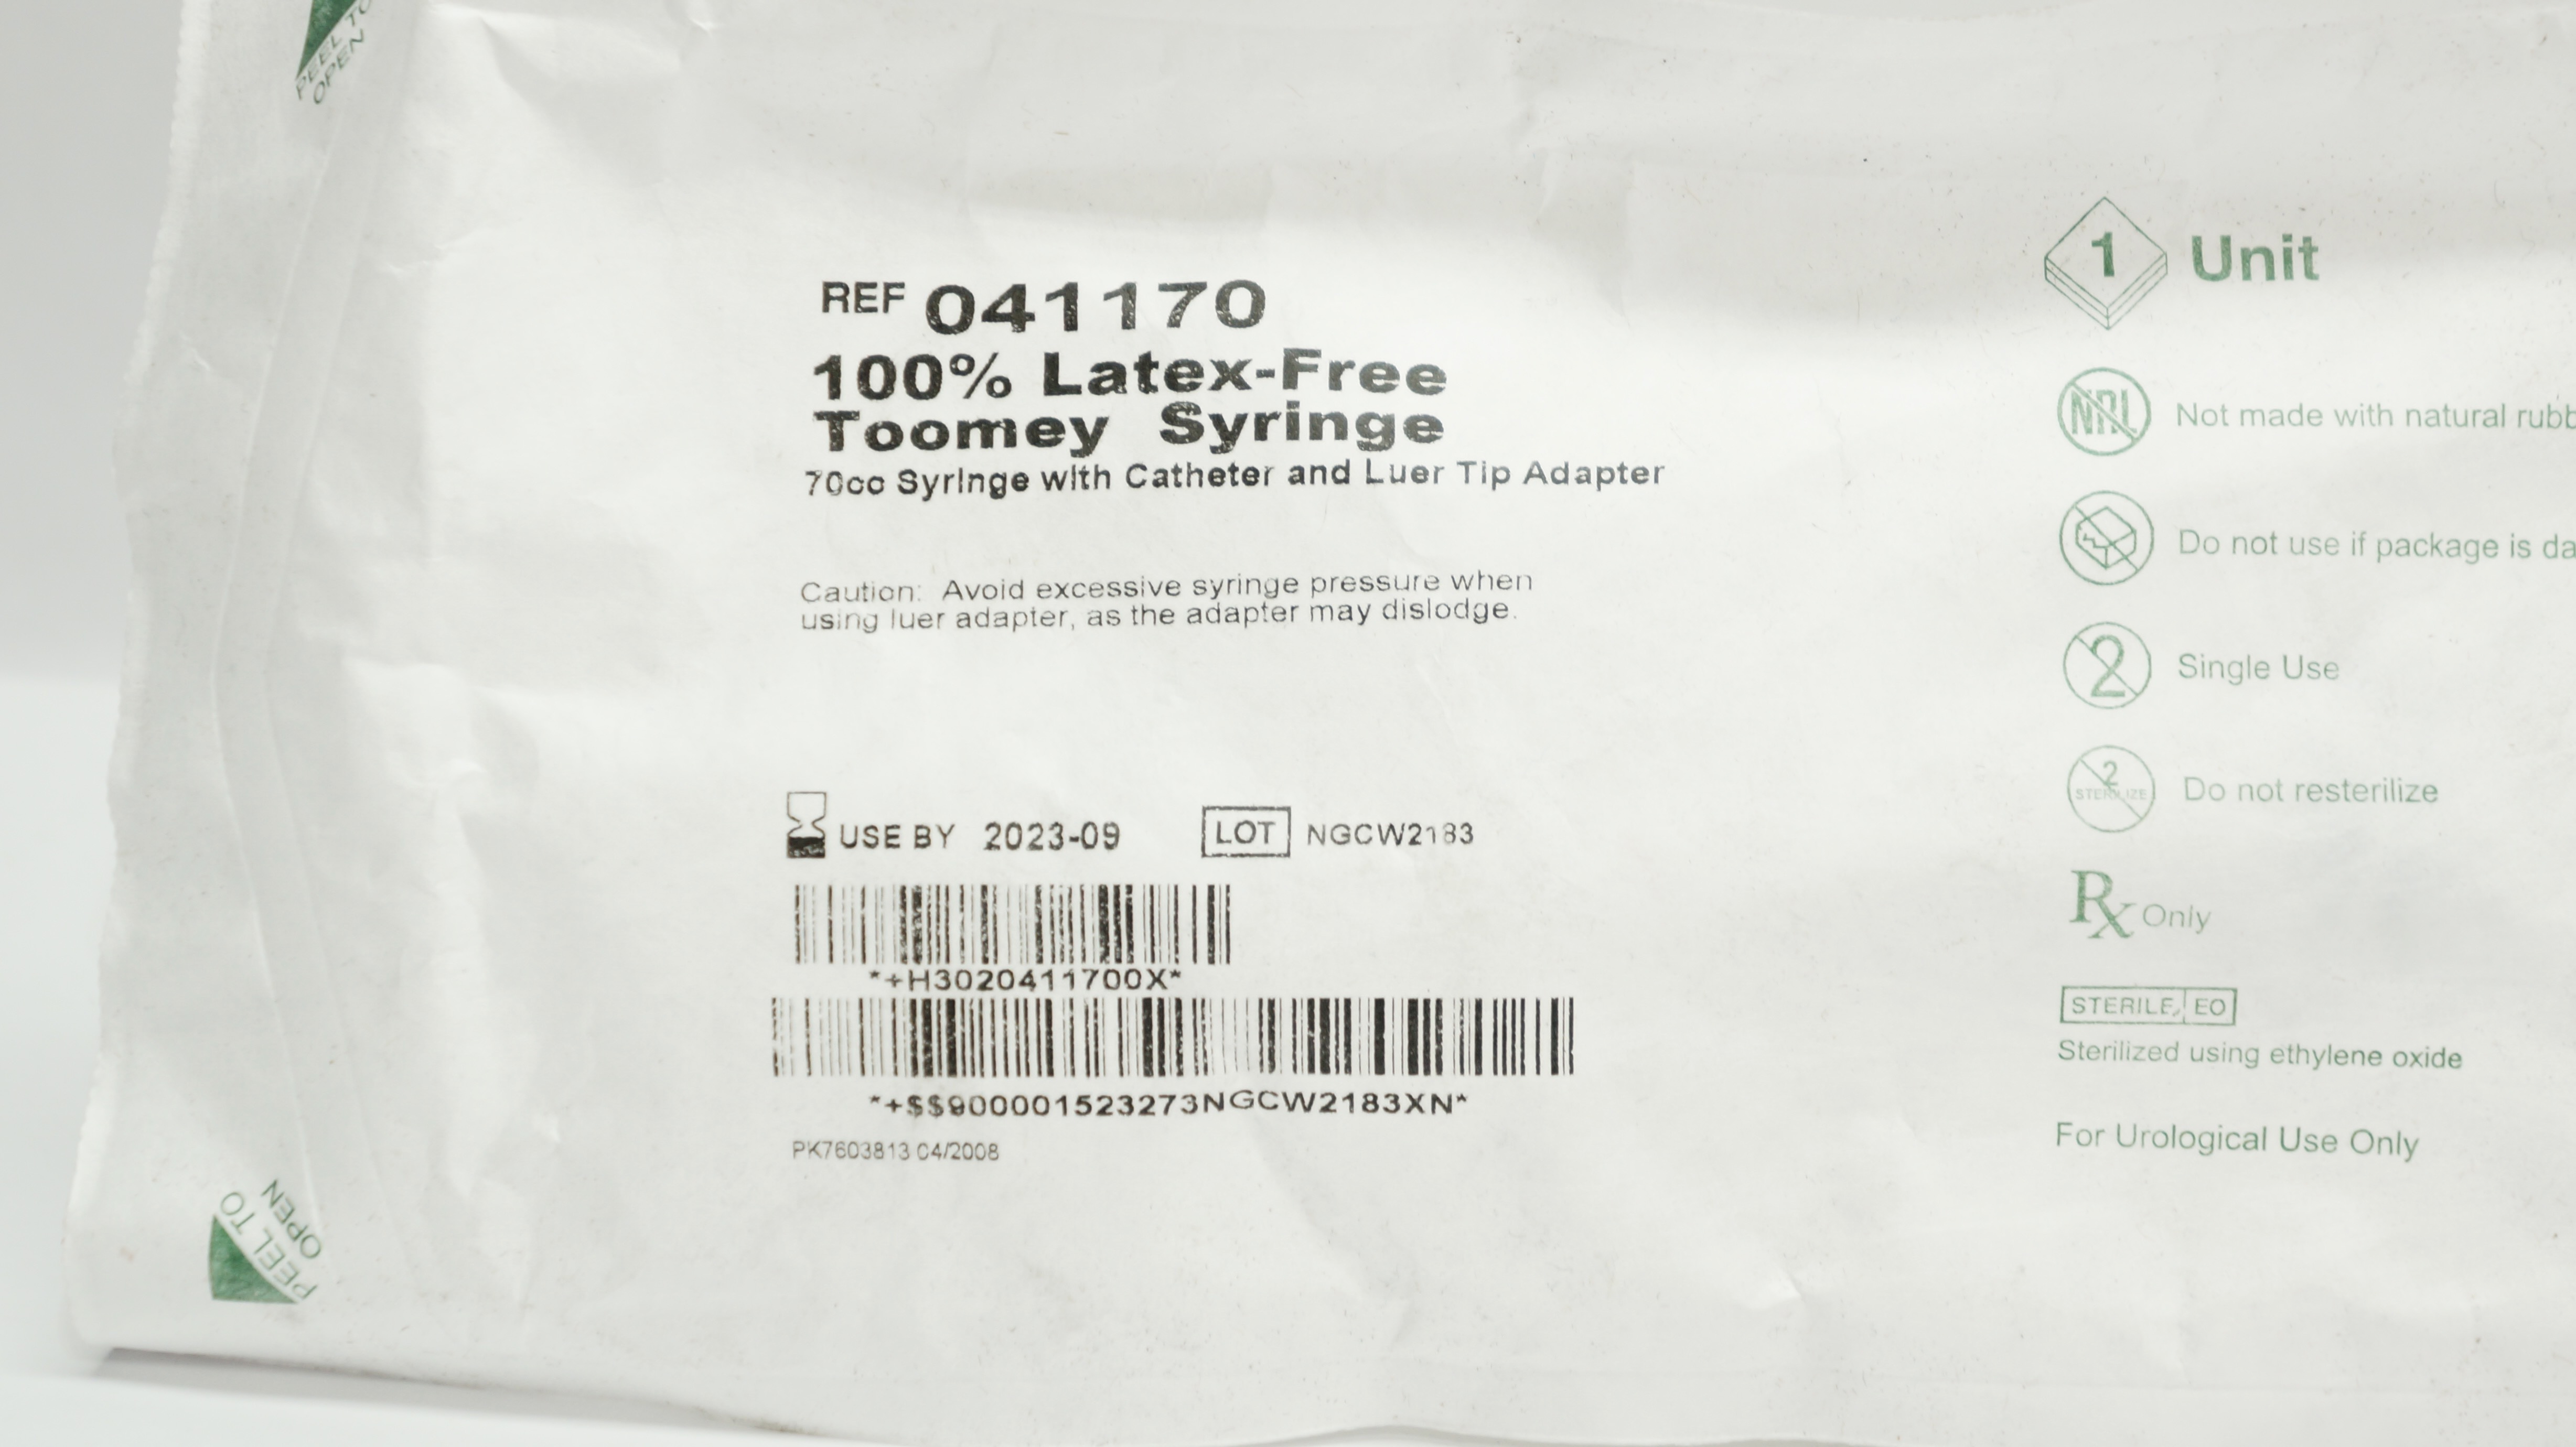 PEEL TO
OPEN
REF 041170
100% Latex-Free
Toomey Syringe
70cc Syringe with Catheter and Luer Tip Adapter
Caution: Avoid excessive syringe pressure when
using luer adapter, as the adapter may dislodge.
USE BY 2023-09 LOT NGCW2183
*+H3020411700X*
*+$$900001523273NGCW2183XN*
PK7603813 04/2008
PEEL TO
OPEN
1 Unit
NRL Not made with natural rubb
Do not use if package is da
2 Single Use
2
STERILIZE Do not resterilize
Rx Only
STERILE EO
Sterilized using ethylene oxide
For Urological Use Only